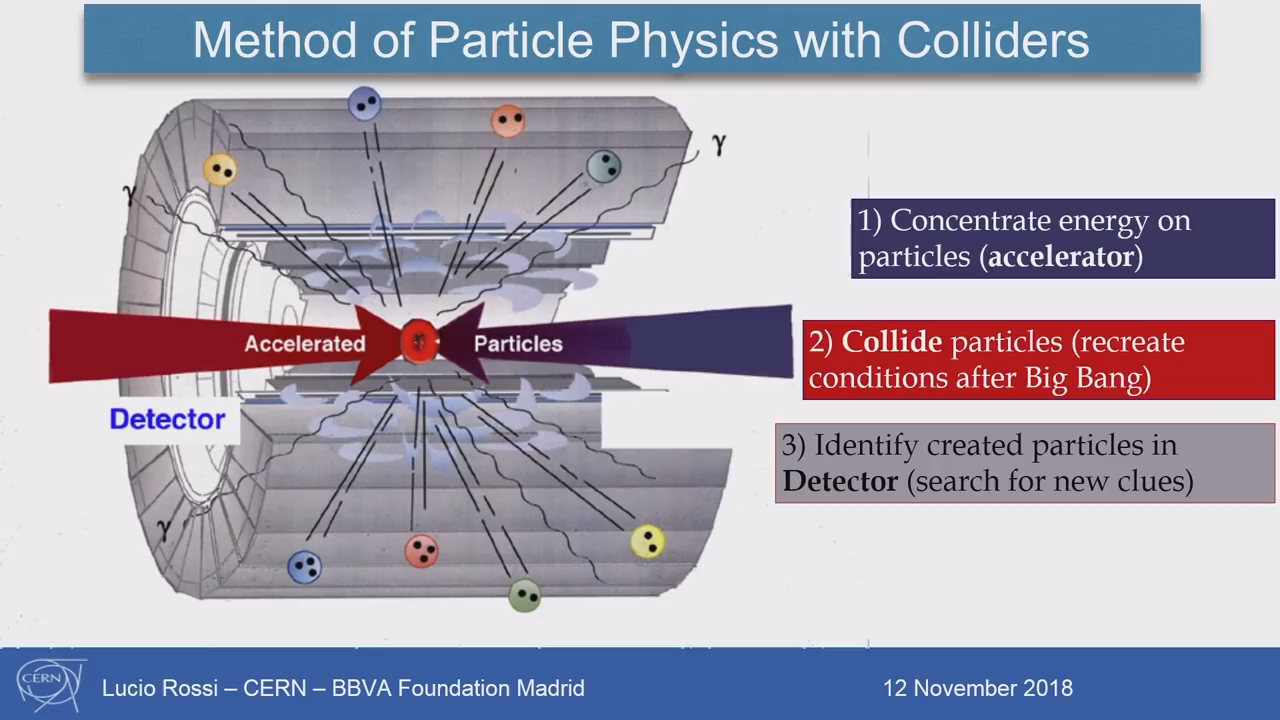 Method of Particle Physics with Colliders
γ
γ
1) Concentrate energy on
particles (accelerator)
Accelerated
Particles
2) Collide particles (recreate
conditions after Big Bang)
Detector
3) Identify created particles in
Detector (search for new clues)
γ
CERN
Lucio Rossi – CERN – BBVA Foundation Madrid
12 November 2018